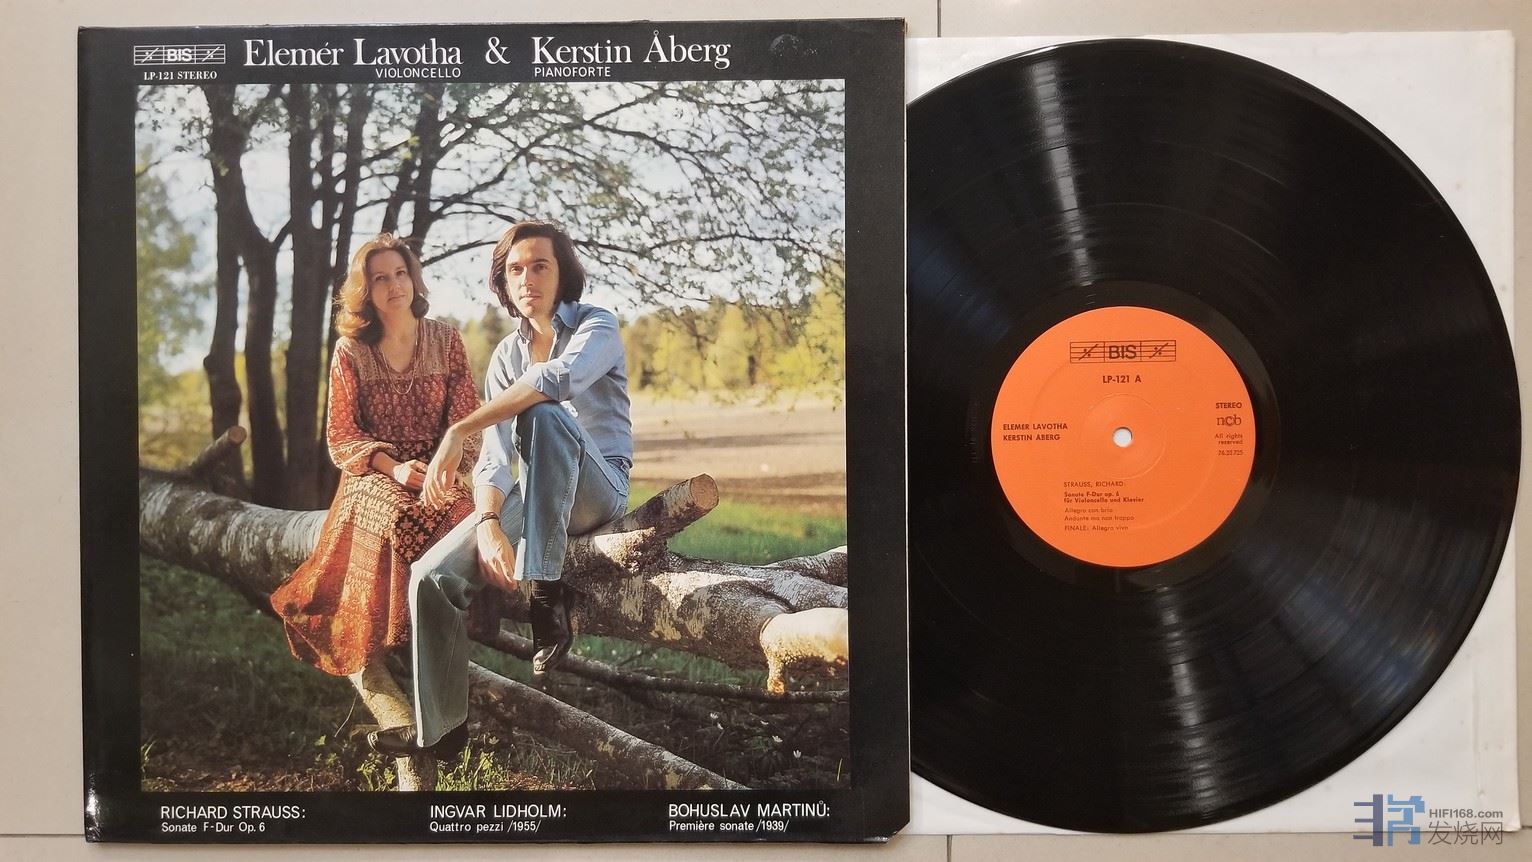 BIS
LP-121 STEREO
Elemér Lavotha & Kerstin Åberg
VIOLONCELLO
PIANOFORTE
RICHARD STRAUSS:
Sonate F-Dur Op. 6
INGVAR LIDHOLM:
Quattro pezzi /1955/
BOHUSLAV MARTINŮ:
Première sonate /1939/
BIS
LP-121 A
STEREO
ncb
All rights
reserved
76.25725
ELEMER LAVOTHA
KERSTIN ÅBERG
STRAUSS, RICHARD:
Sonate F-Dur op. 6
für Violoncello und Klavier
Allegro con brio
Andante ma non troppo
FINALE: Allegro vivo
HIFI168.com
发烧网